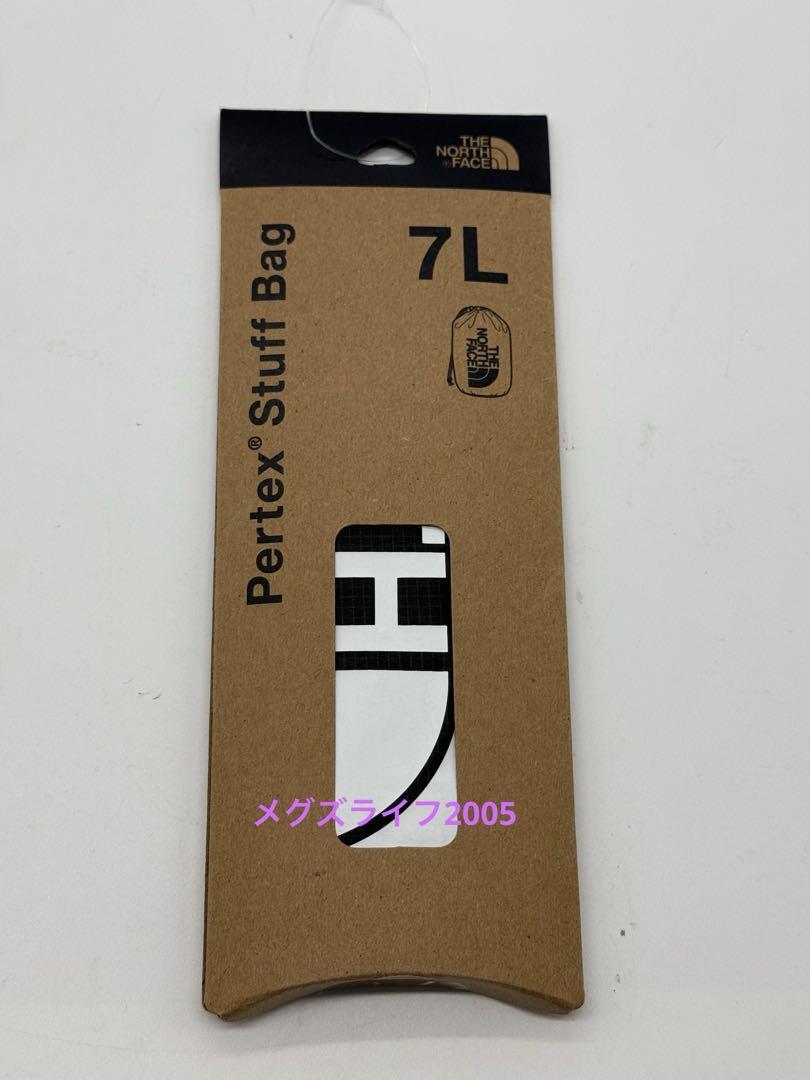 THE
NORTH
®FACE
7L
THE
NORTH
FACE
Pertex® Stuff Bag
H
メグズライフ2005